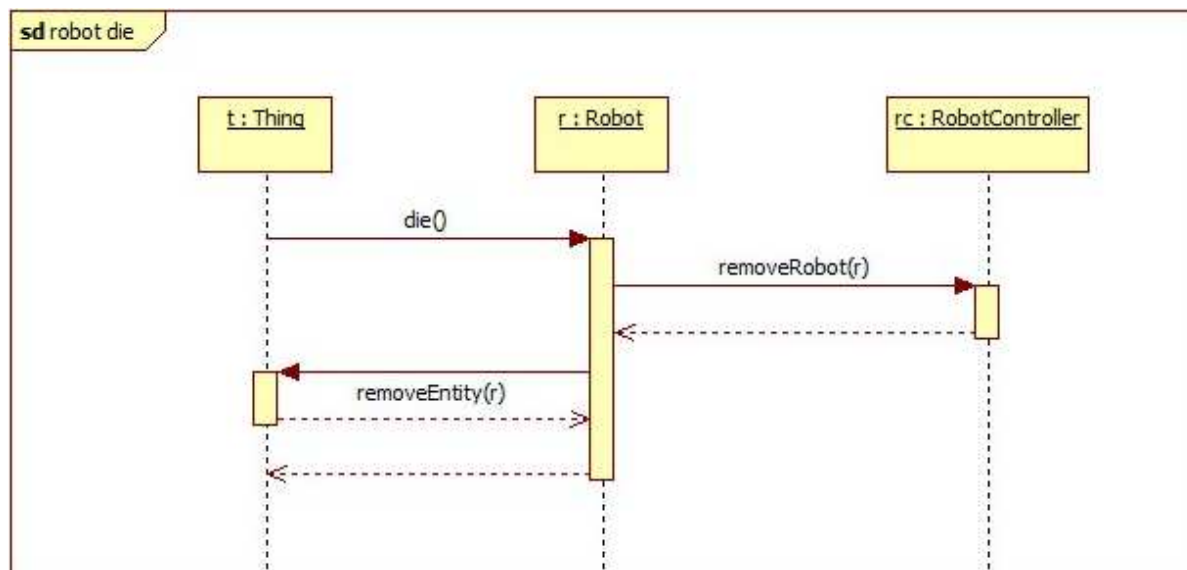 sd robot die
t : Thing
r : Robot
rc : RobotController
die()
removeRobot(r)
removeEntity(r)